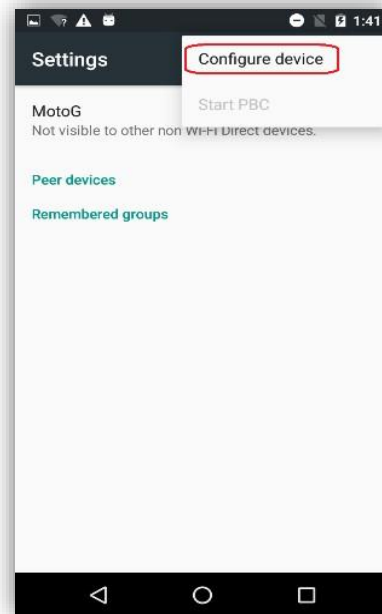 1:41
Settings
Configure device
Start PBC
MotoG
Not visible to other non Wi-Fi Direct devices.
Peer devices
Remembered groups